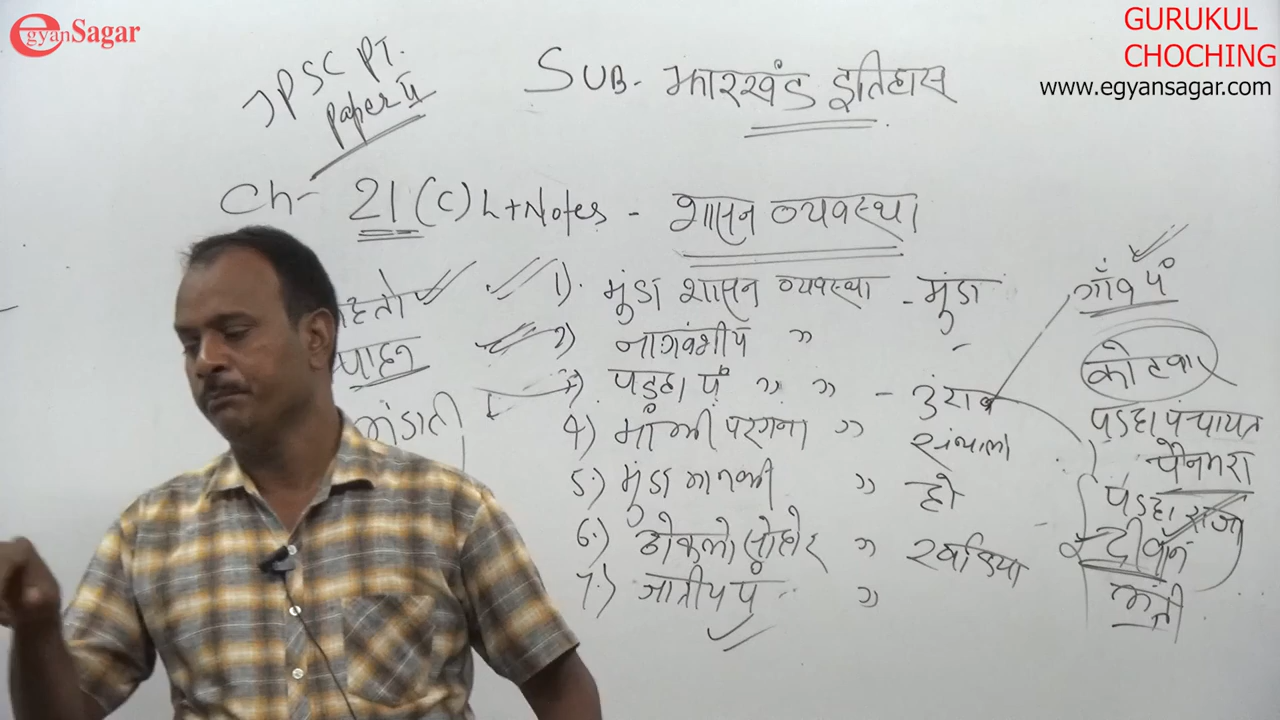 egyanSagar
GURUKUL
CHOCHING
www.egyansagar.com
JPSC PT.
Paper II
SUB- झारखंड इतिहास
Ch- 21 (C) L+Notes - शासन व्यवस्था
1) मुंडा शासन व्यवस्था - मुंडा
2) नागवंशीय "
3) पड़हा पं " " - उराव
4) माँझी परगना " संथाल
5) मुंडा मानकी " हो
6) ढोकलो सोहोर " खड़िया
7) जातीय पं "
पाहन
भंडारी
गाँव पं०
कोटवार
पड़हा पंचायत
पड़हा राजा
दीवान